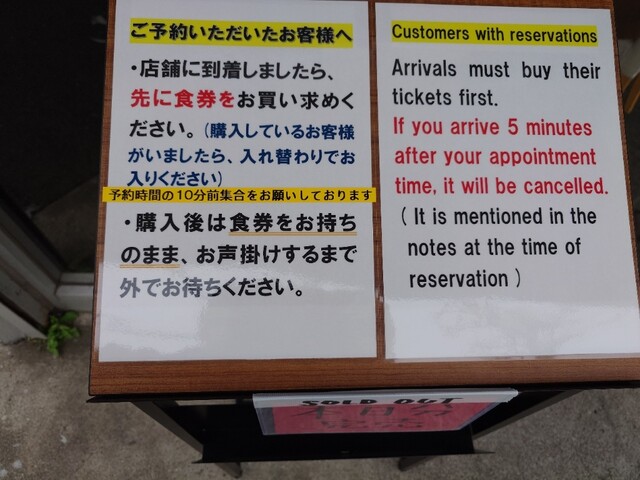 ご予約いただいたお客様へ
・店舗に到着しましたら、
先に食券をお買い求めく
ださい。（購入しているお客様
がいましたら、入れ替わりでお
入りください）
予約時間の10分前集合をお願いしております
・購入後は食券をお持ち
のまま、お声掛けするまで
外でお待ちください。
Customers with reservations
Arrivals must buy their
tickets first.
If you arrive 5 minutes
after your appointment
time, it will be cancelled.
( It is mentioned in the
notes at the time of
reservation )
SOLD OUT
本日分